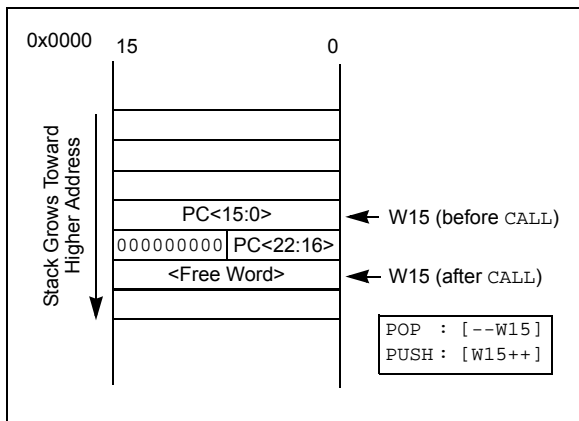 0x0000
15 0
Stack Grows Toward
Higher Address
PC<15:0>
W15 (before CALL)
000000000 PC<22:16>
<Free Word>
W15 (after CALL)
POP : [--W15]
PUSH : [W15++]